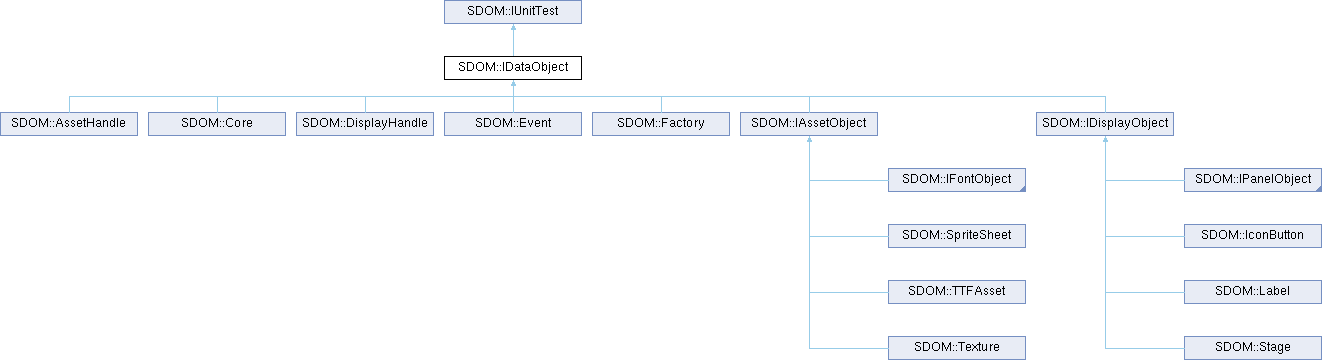 SDOM::IUnitTest
SDOM::IDataObject
SDOM::AssetHandle
SDOM::Core
SDOM::DisplayHandle
SDOM::Event
SDOM::Factory
SDOM::IAssetObject
SDOM::IDisplayObject
SDOM::IFontObject
SDOM::IPanelObject
SDOM::SpriteSheet
SDOM::IconButton
SDOM::TTFAsset
SDOM::Label
SDOM::Texture
SDOM::Stage